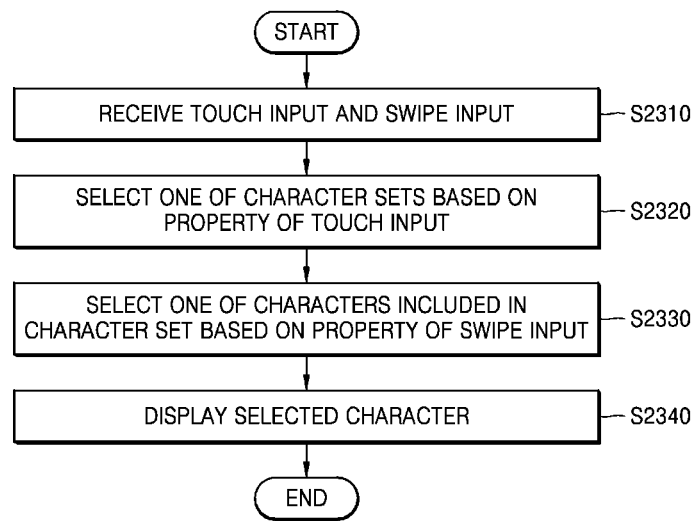 START
RECEIVE TOUCH INPUT AND SWIPE INPUT
S2310
SELECT ONE OF CHARACTER SETS BASED ON
PROPERTY OF TOUCH INPUT
S2320
SELECT ONE OF CHARACTERS INCLUDED IN
CHARACTER SET BASED ON PROPERTY OF SWIPE INPUT
S2330
DISPLAY SELECTED CHARACTER
S2340
END